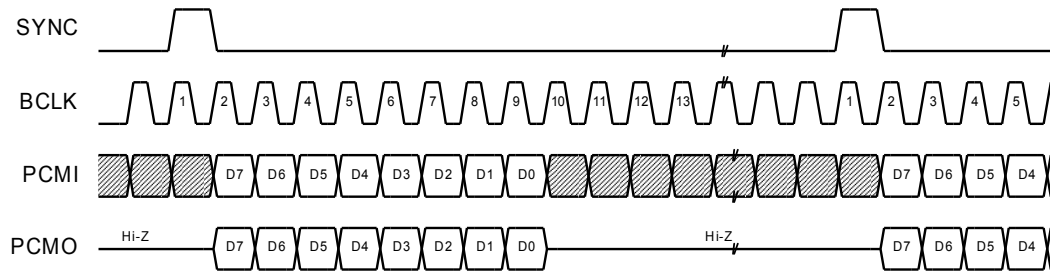 SYNC
BCLK 1 2 3 4 5 6 7 8 9 10 11 12 13 1 2 3 4 5
PCMI D7 D6 D5 D4 D3 D2 D1 D0 D7 D6 D5 D4
PCMO Hi-Z D7 D6 D5 D4 D3 D2 D1 D0 Hi-Z D7 D6 D5 D4